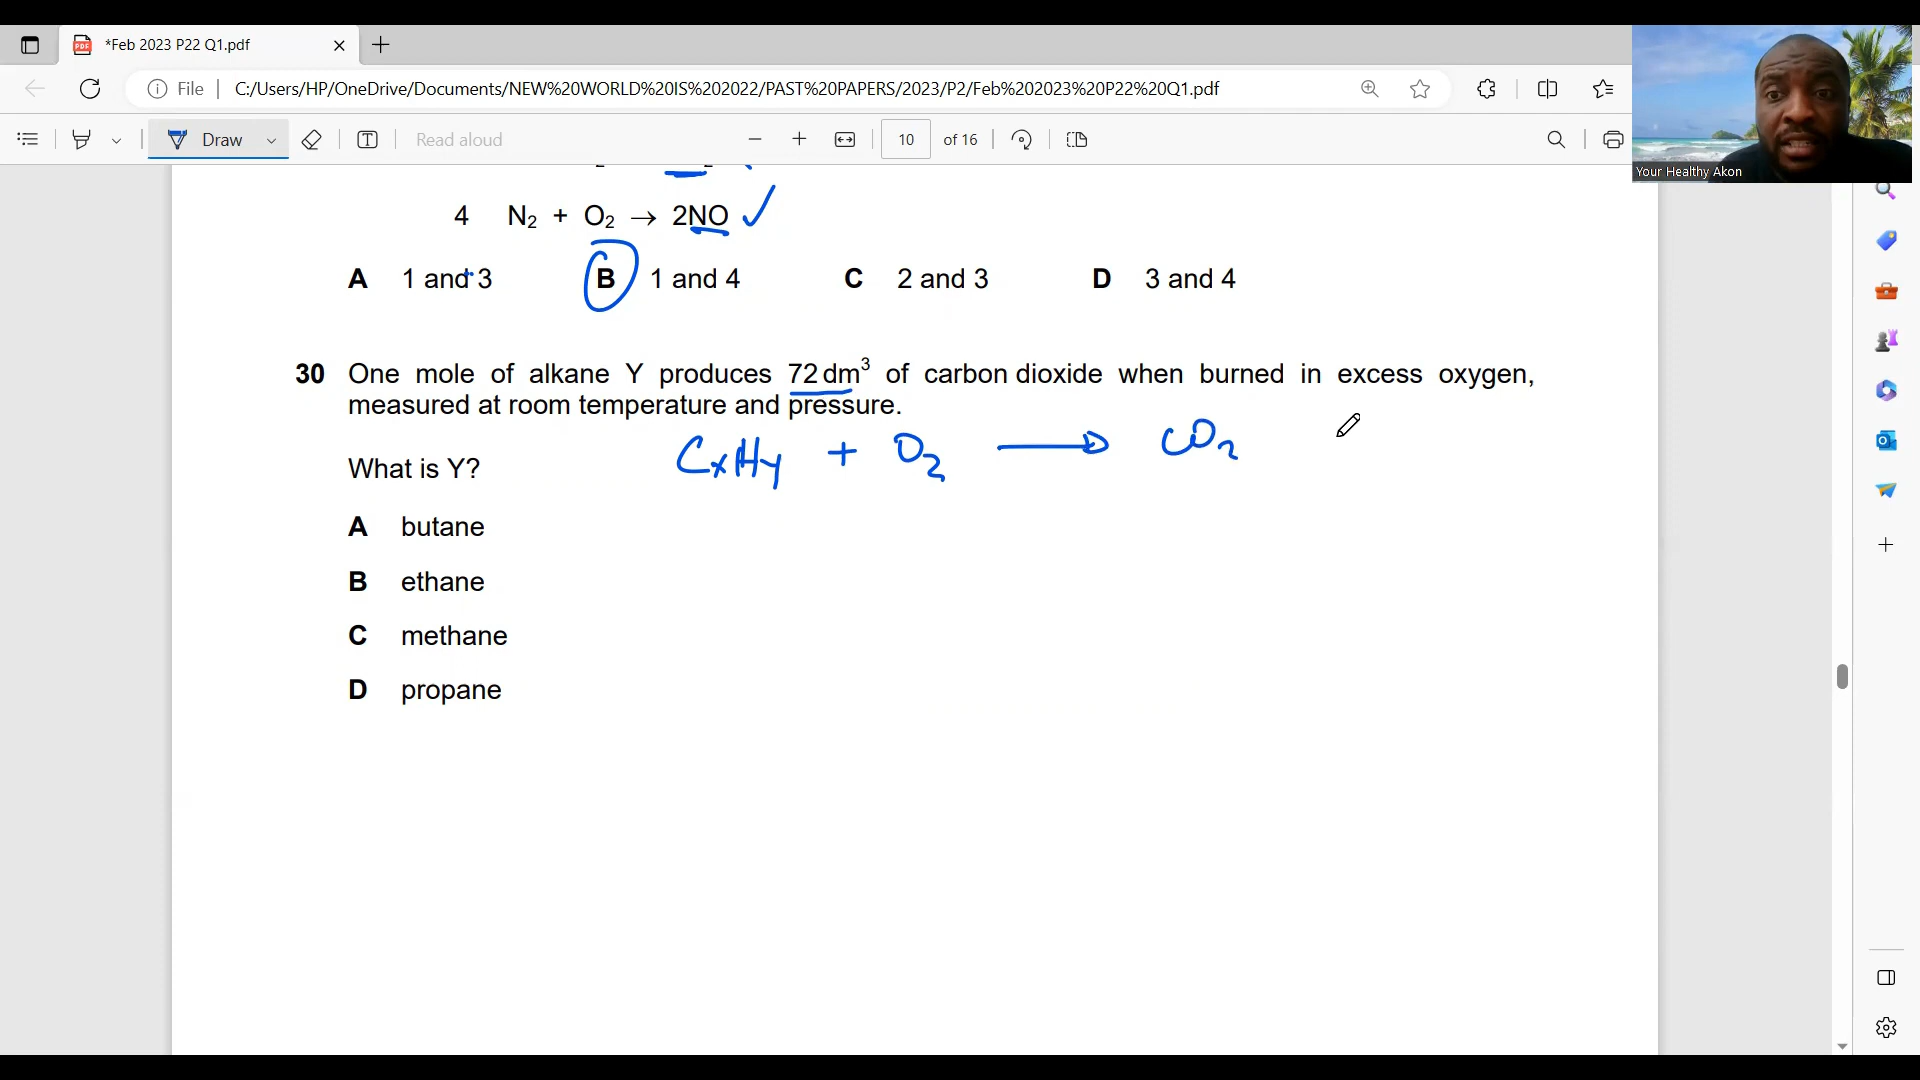 *Feb 2023 P22 Q1.pdf
File
C:/Users/HP/OneDrive/Documents/NEW%20WORLD%20IS%202022/PAST%20PAPERS/2023/P2/Feb%202023%20P22%20Q1.pdf
Draw
Read aloud
10 of 16
Your Healthy Akon
4 N₂ + O₂ → 2NO ✓
A 1 and 3 B 1 and 4 C 2 and 3 D 3 and 4
30 One mole of alkane Y produces 72 dm³ of carbon dioxide when burned in excess oxygen,
measured at room temperature and pressure.
CxHy + O₂ → CO₂
What is Y?
A butane
B ethane
C methane
D propane